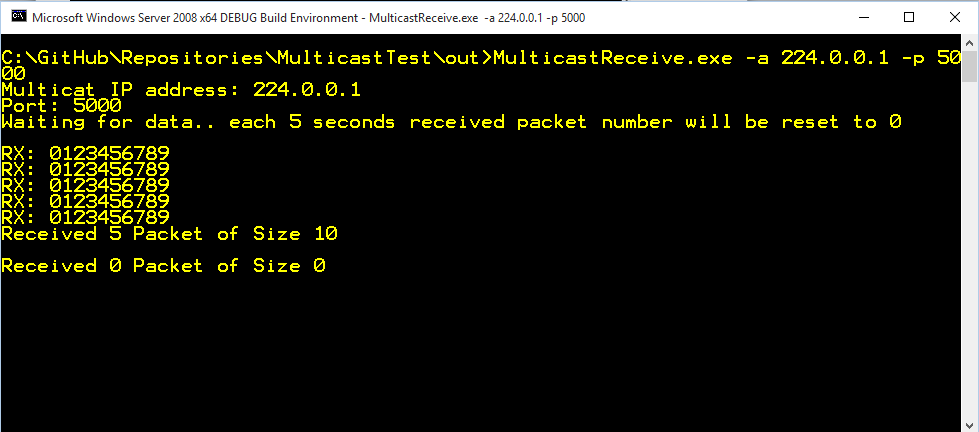 Microsoft Windows Server 2008 x64 DEBUG Build Environment - MulticastReceive.exe -a 224.0.0.1 -p 5000
C:\GitHub\Repositories\MulticastTest\out>MulticastReceive.exe -a 224.0.0.1 -p 50
00
Multicat IP address: 224.0.0.1
Port: 5000
Waiting for data.. each 5 seconds received packet number will be reset to 0
RX: 0123456789
RX: 0123456789
RX: 0123456789
RX: 0123456789
RX: 0123456789
Received 5 Packet of Size 10
Received 0 Packet of Size 0